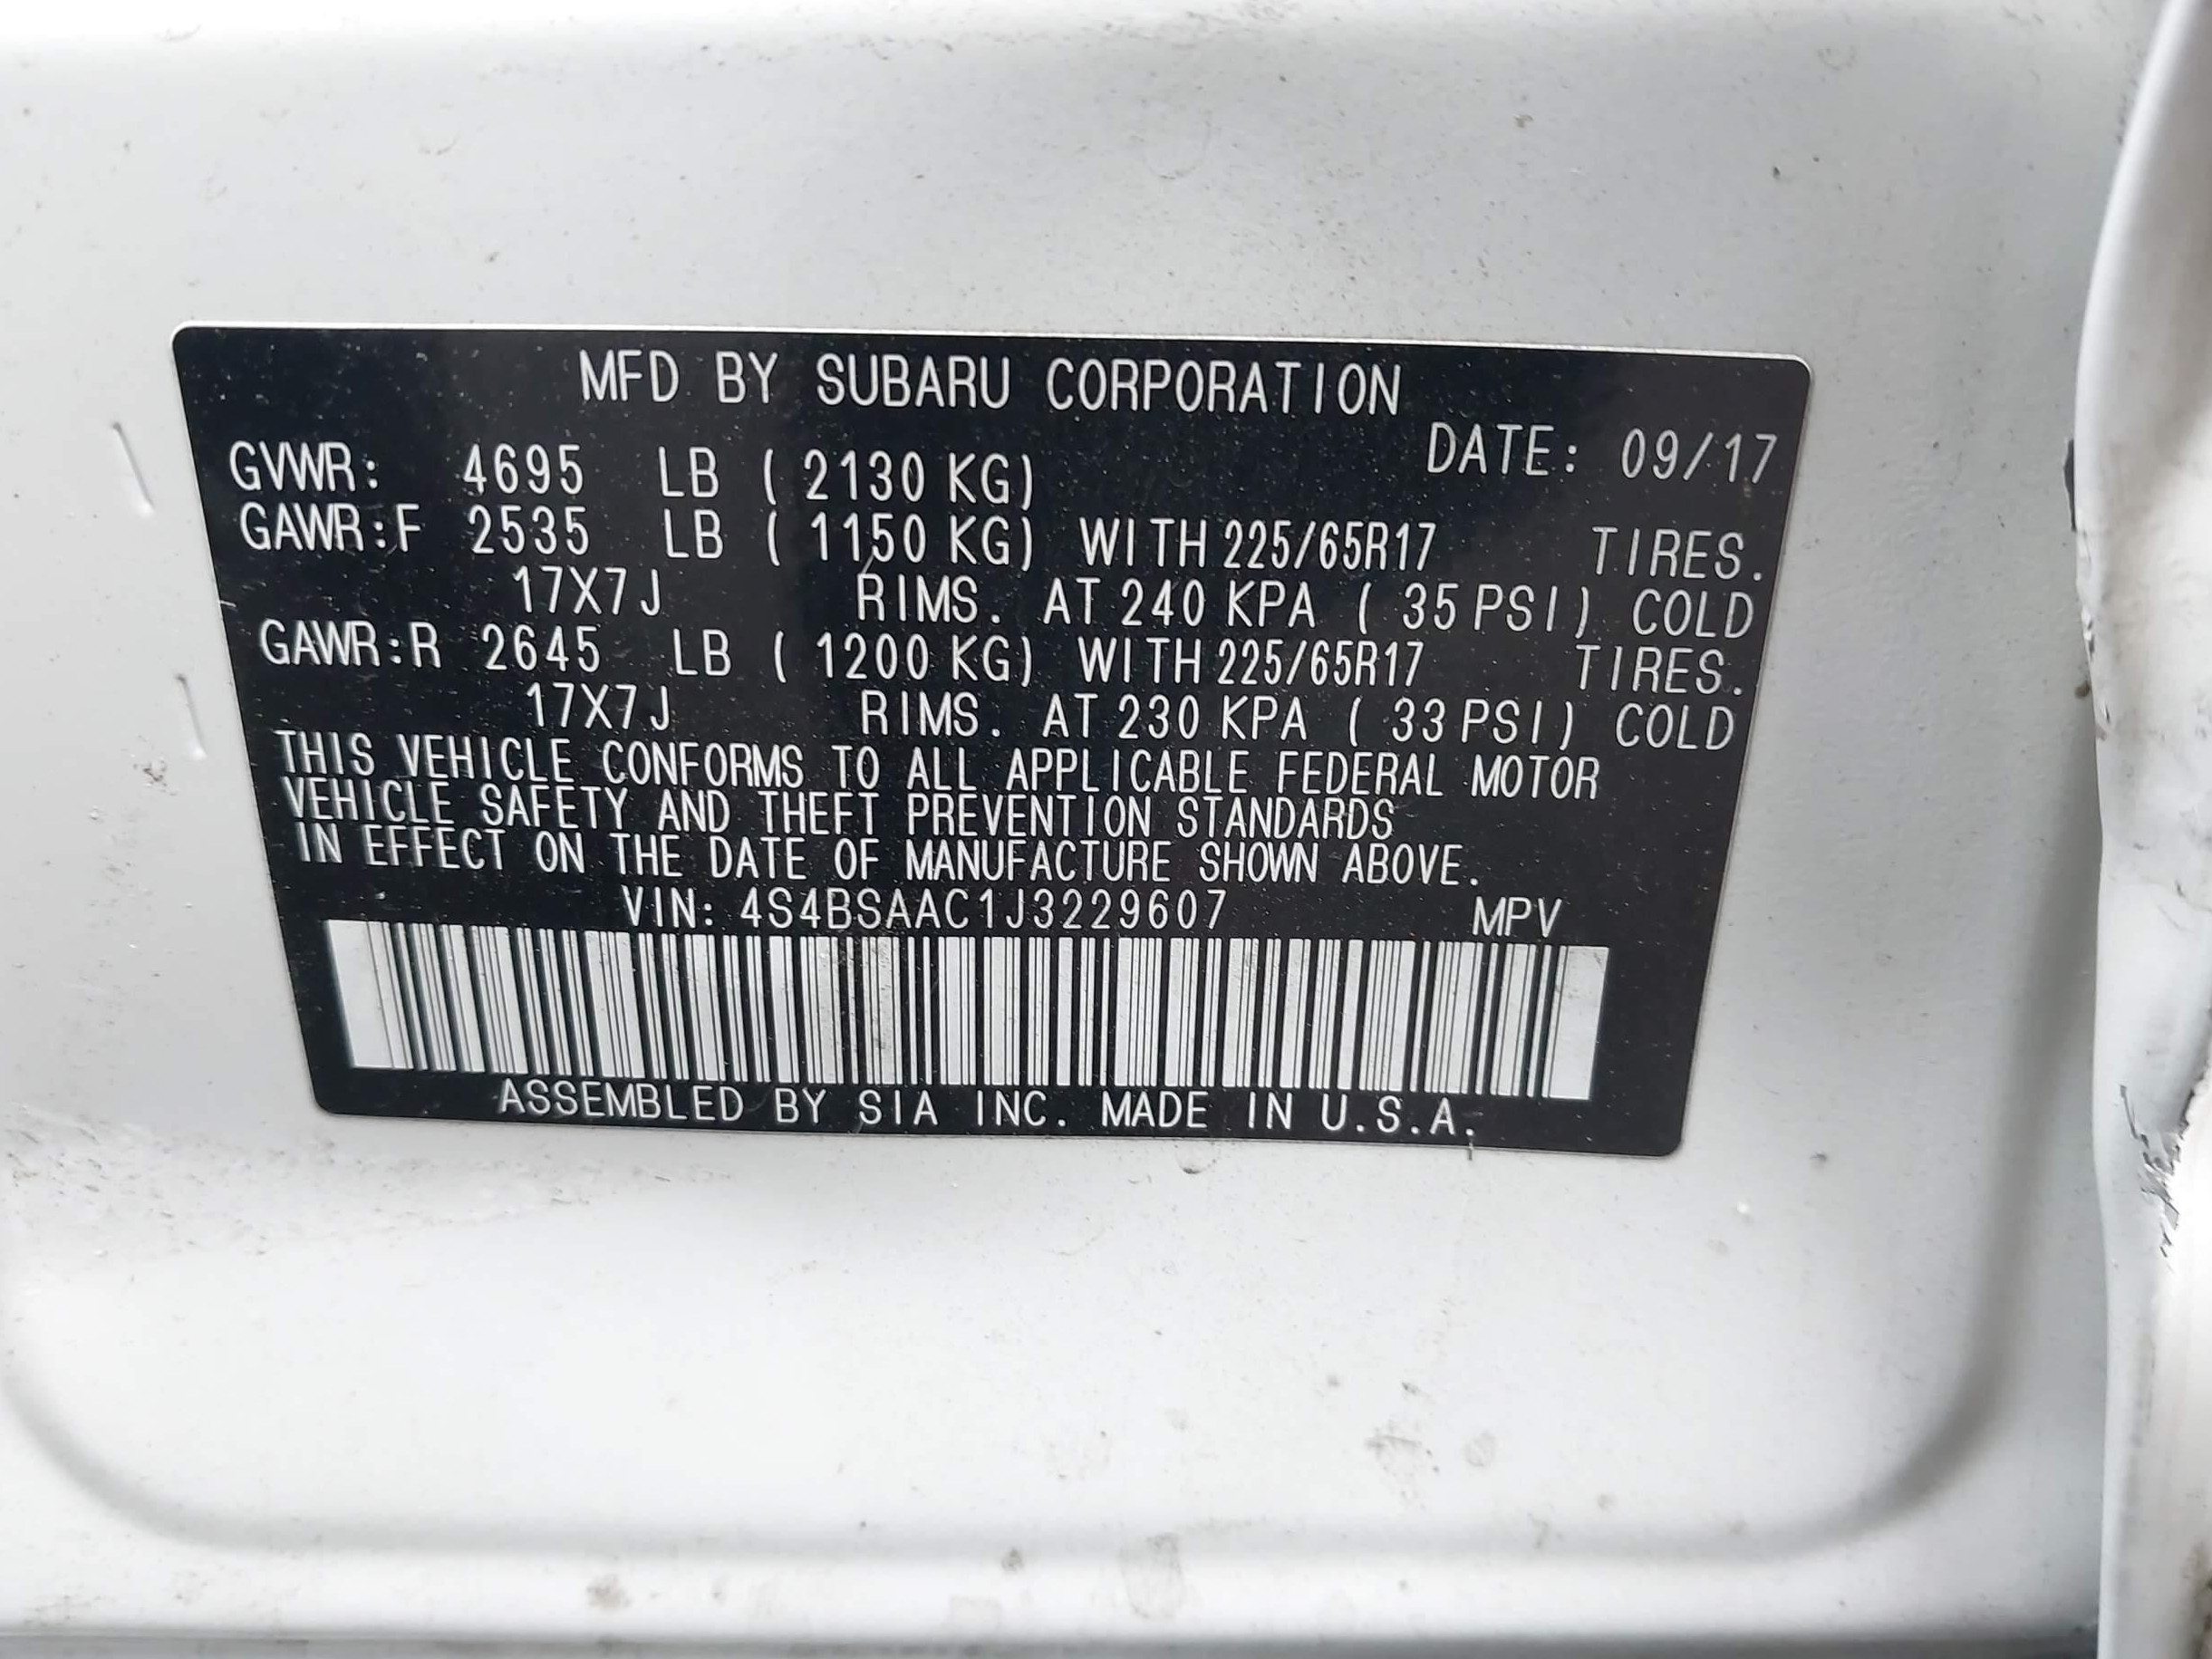 MFD BY SUBARU CORPORATION
DATE: 09/17
GVWR: 4695 LB ( 2130 KG)
GAWR:F 2535 LB ( 1150 KG) WITH 225/65R17 TIRES.
17X7J RIMS. AT 240 KPA ( 35 PSI) COLD
GAWR:R 2645 LB ( 1200 KG) WITH 225/65R17 TIRES.
17X7J RIMS. AT 230 KPA ( 33 PSI) COLD
THIS VEHICLE CONFORMS TO ALL APPLICABLE FEDERAL MOTOR
VEHICLE SAFETY AND THEFT PREVENTION STANDARDS
IN EFFECT ON THE DATE OF MANUFACTURE SHOWN ABOVE.
VIN: 4S4BSAAC1J3229607 MPV
ASSEMBLED BY SIA INC. MADE IN U.S.A.